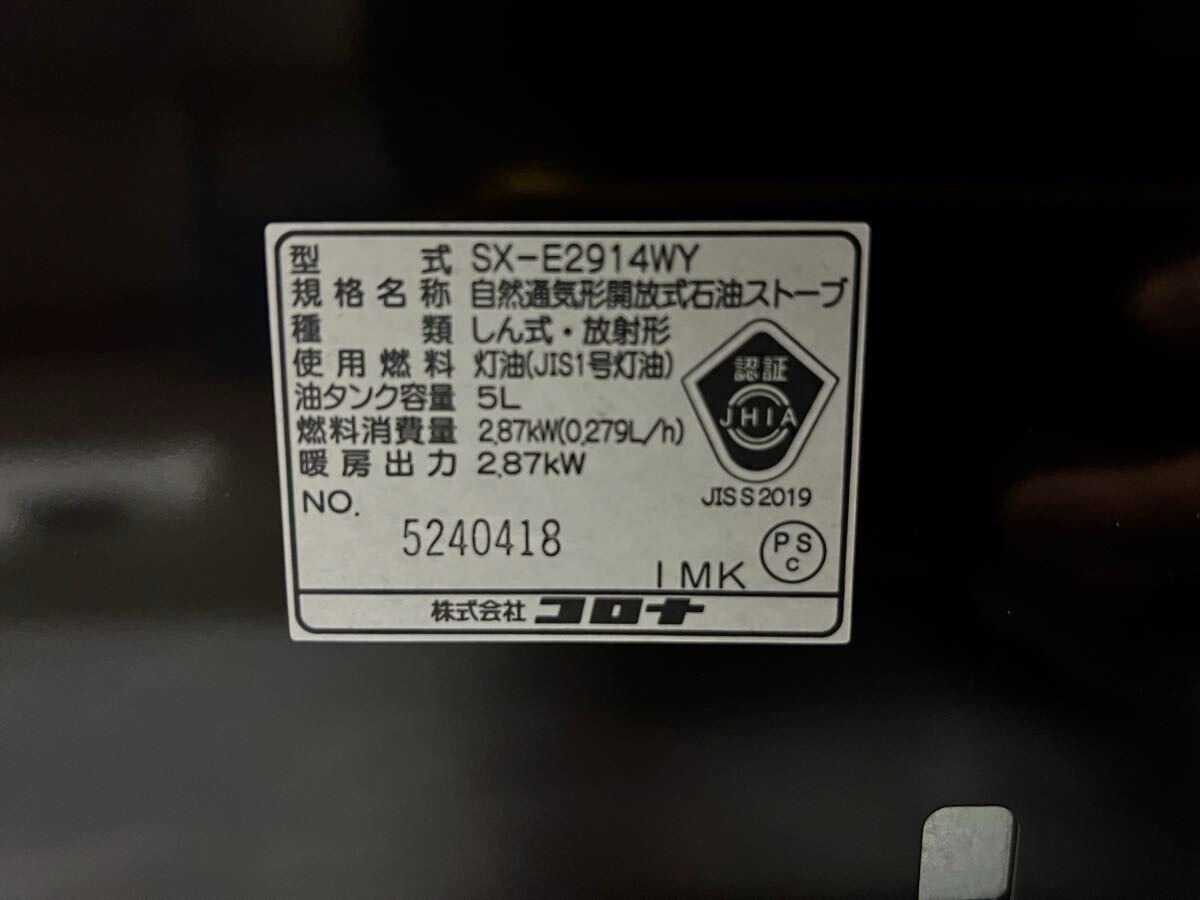 型式 SX-E2914WY
規格名称 自然通気形開放式石油ストーブ
種類 しん式・放射形
使用燃料 灯油(JIS1号灯油)
油タンク容量 5L
燃料消費量 2.87kW(0.279L/h)
暖房出力 2.87kW
認証
JHIA
JIS S 2019
NO.
5240418
PS
C
IMK
株式会社 コロナ